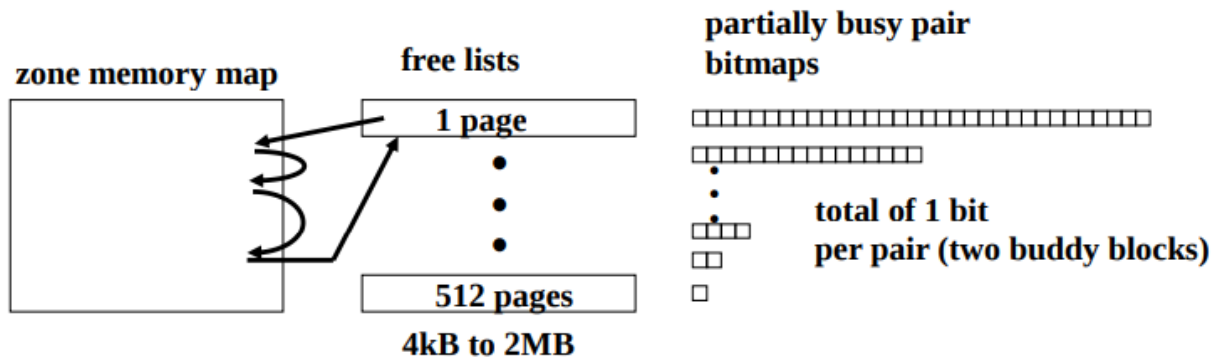 zone memory map
free lists
1 page
512 pages
4kB to 2MB
partially busy pair
bitmaps
total of 1 bit
per pair (two buddy blocks)